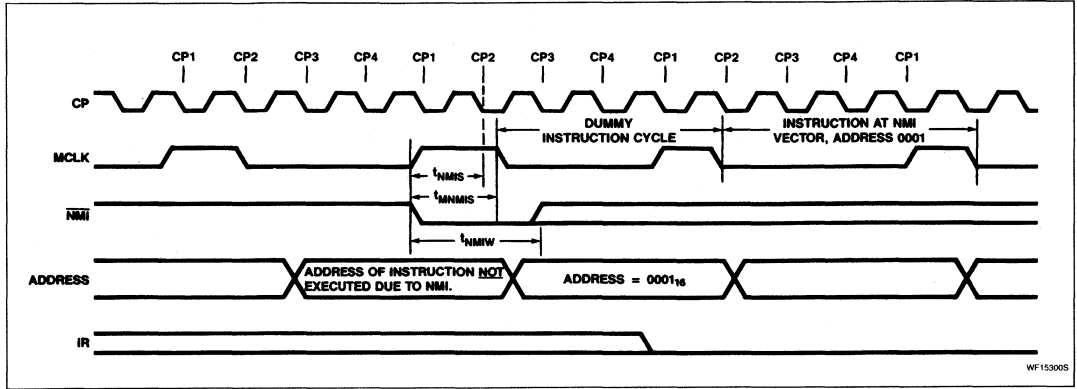 CP1 CP2 CP3 CP4 CP1 CP2 CP3 CP4 CP1 CP2 CP3 CP4 CP1
CP
DUMMY
INSTRUCTION CYCLE
INSTRUCTION AT NMI
VECTOR, ADDRESS 0001
MCLK
tNMIS
tMNMIS
NMI
tNMIW
ADDRESS
ADDRESS OF INSTRUCTION NOT
EXECUTED DUE TO NMI.
ADDRESS = 0001₁₆
IR
WF15300S